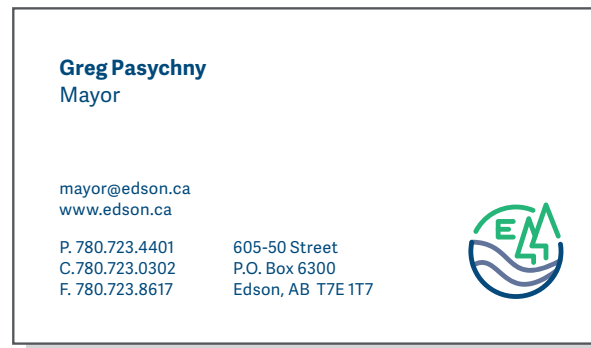 Greg Pasychny
Mayor
mayor@edson.ca
www.edson.ca
P. 780.723.4401
C.780.723.0302
F. 780.723.8617
605-50 Street
P.O. Box 6300
Edson, AB  T7E 1T7
E